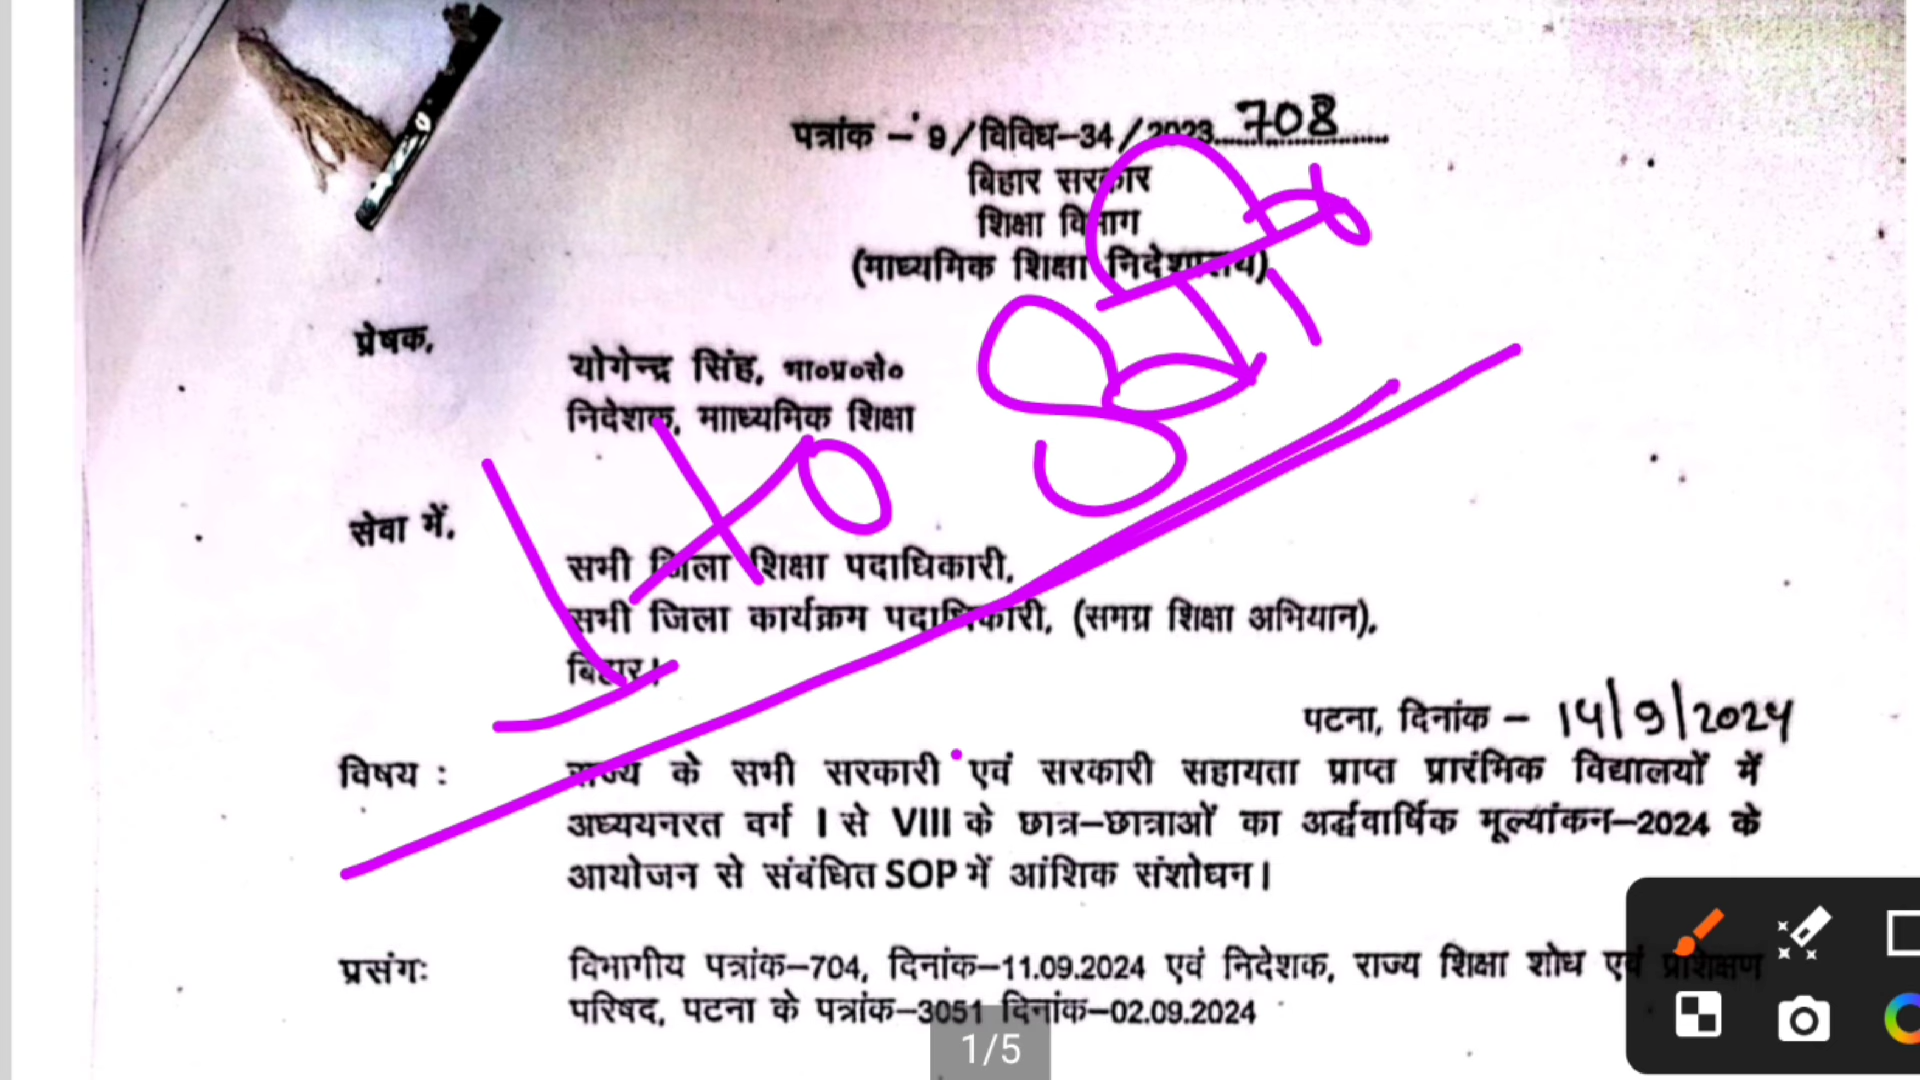 पत्रांक – 9/विविध–34/2023 708
बिहार सरकार
शिक्षा विभाग
(माध्यमिक शिक्षा निदेशालय)
प्रेषक,
योगेन्द्र सिंह, भा०प्र०से०
निदेशक, मााध्यमिक शिक्षा
सेवा में,
सभी जिला शिक्षा पदाधिकारी,
सभी जिला कार्यक्रम पदाधिकारी, (समग्र शिक्षा अभियान),
बिहार।
पटना, दिनांक – 14/9/2024
विषय : राज्य के सभी सरकारी एवं सरकारी सहायता प्राप्त प्रारंभिक विद्यालयों में
अध्ययनरत वर्ग I से VIII के छात्र–छात्राओं का अर्द्धवार्षिक मूल्यांकन–2024 के
आयोजन से संबंधित SOP में आंशिक संशोधन।
प्रसंगः विभागीय पत्रांक–704, दिनांक–11.09.2024 एवं निदेशक, राज्य शिक्षा शोध एवं प्रशिक्षण
परिषद, पटना के पत्रांक–3051 दिनांक–02.09.2024
1/5